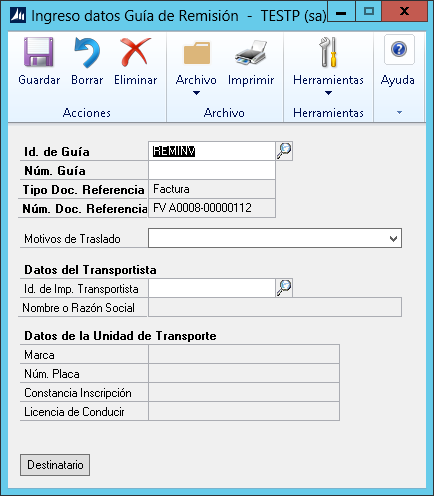 Ingreso datos Guía de Remisión - TESTP (sa)
Guardar Borrar Eliminar Archivo Imprimir Herramientas Ayuda
Acciones Archivo Herramientas
Id. de Guía REMINV
Núm. Guía
Tipo Doc. Referencia Factura
Núm. Doc. Referencia FV A0008-00000112
Motivos de Traslado
Datos del Transportista
Id. de Imp. Transportista
Nombre o Razón Social
Datos de la Unidad de Transporte
Marca
Núm. Placa
Constancia Inscripción
Licencia de Conducir
Destinatario